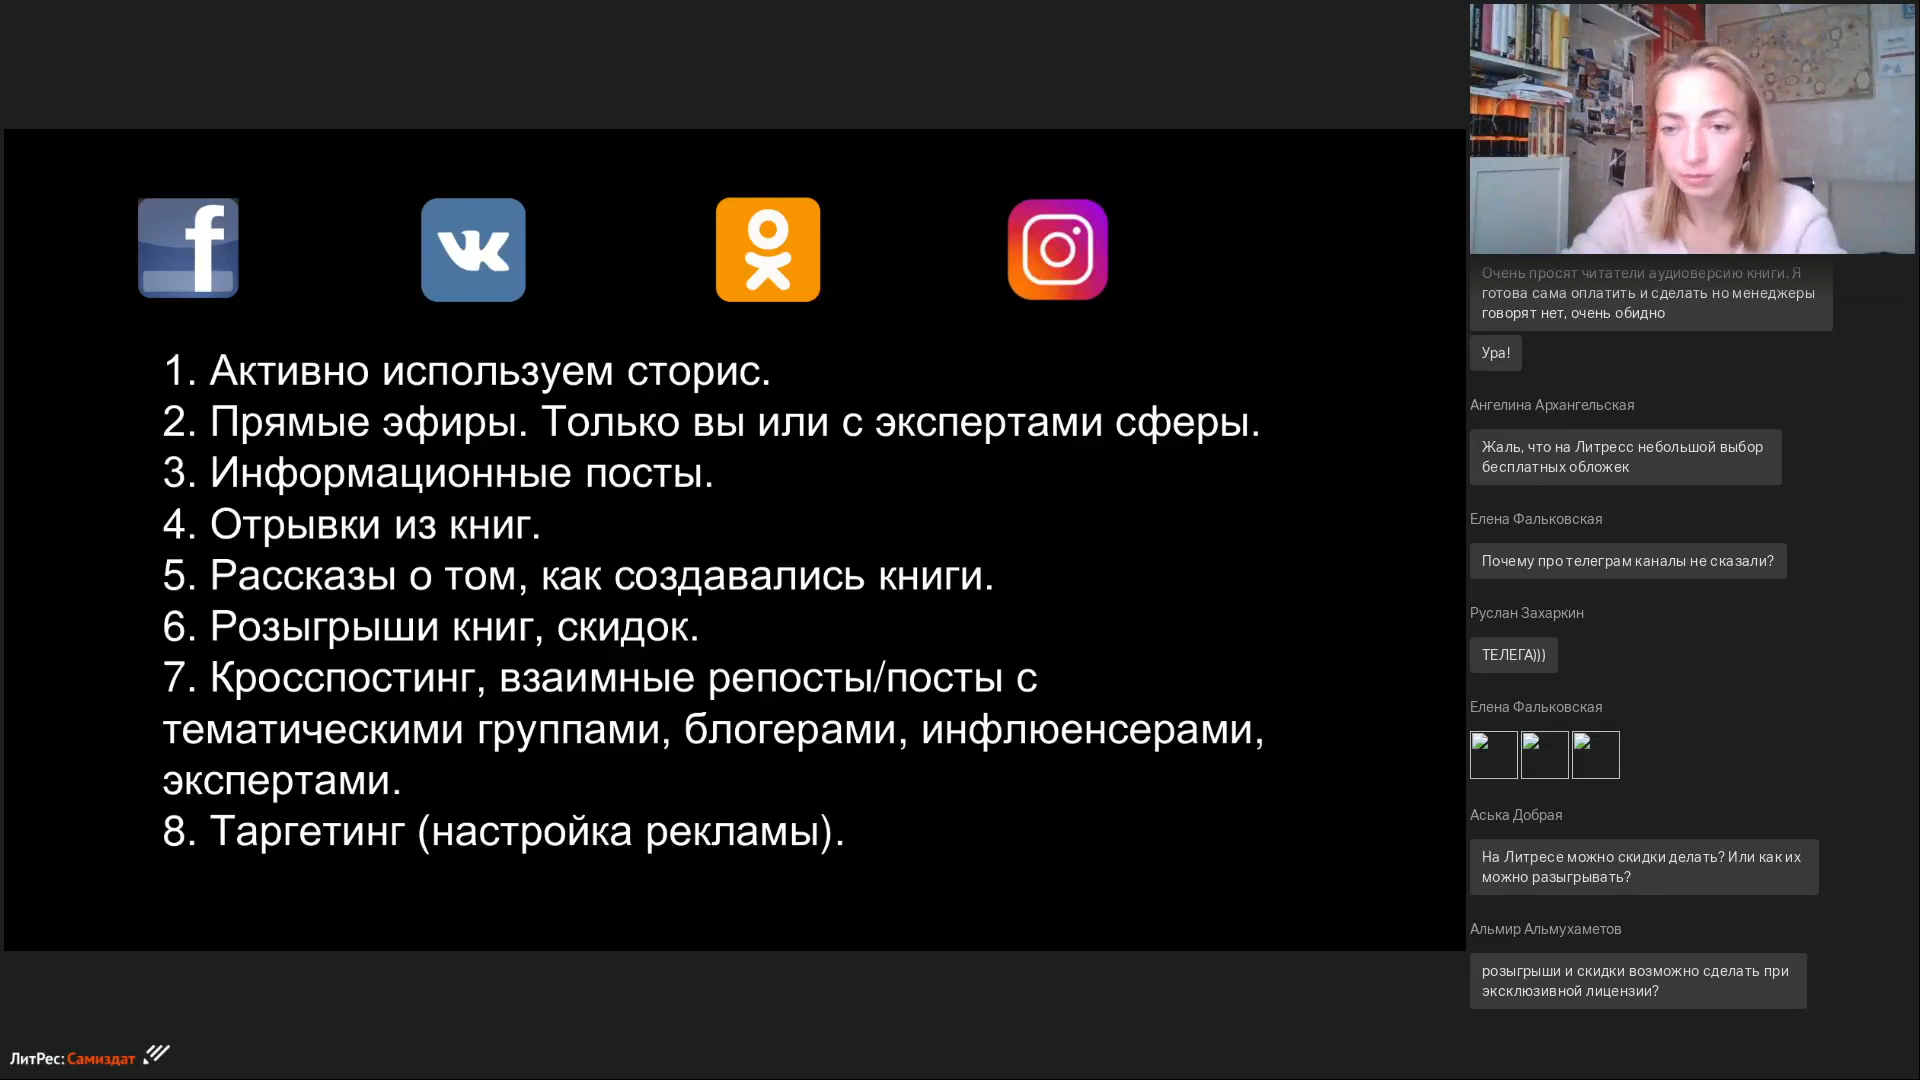 1. Активно используем сторис.
2. Прямые эфиры. Только вы или с экспертами сферы.
3. Информационные посты.
4. Отрывки из книг.
5. Рассказы о том, как создавались книги.
6. Розыгрыши книг, скидок.
7. Кросспостинг, взаимные репосты/посты с
тематическими группами, блогерами, инфлюенсерами,
экспертами.
8. Таргетинг (настройка рекламы).
ЛитРес: Самиздат
Очень просят читатели аудиоверсию книги. Я
готова сама оплатить и сделать но менеджеры
говорят нет, очень обидно
Ура!
Ангелина Архангельская
Жаль, что на Литресс небольшой выбор
бесплатных обложек
Елена Фальковская
Почему про телеграм каналы не сказали?
Руслан Захаркин
ТЕЛЕГА)))
Елена Фальковская
Аська Добрая
На Литресе можно скидки делать? Или как их
можно разыгрывать?
Альмир Альмухаметов
розыгрыши и скидки возможно сделать при
эксклюзивной лицензии?